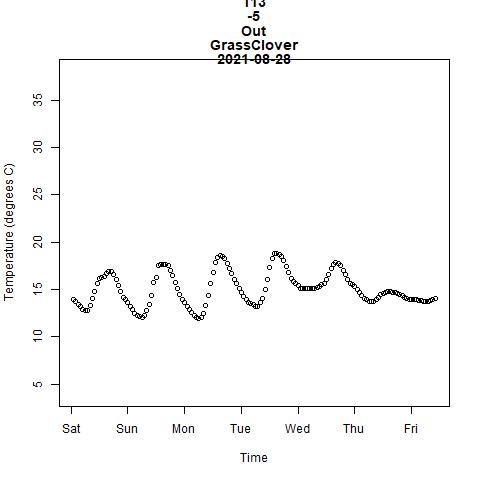 T13
-5
Out
GrassClover
2021-08-28
Temperature (degrees C)
35
30
25
20
15
10
5
Sat Sun Mon Tue Wed Thu Fri
Time